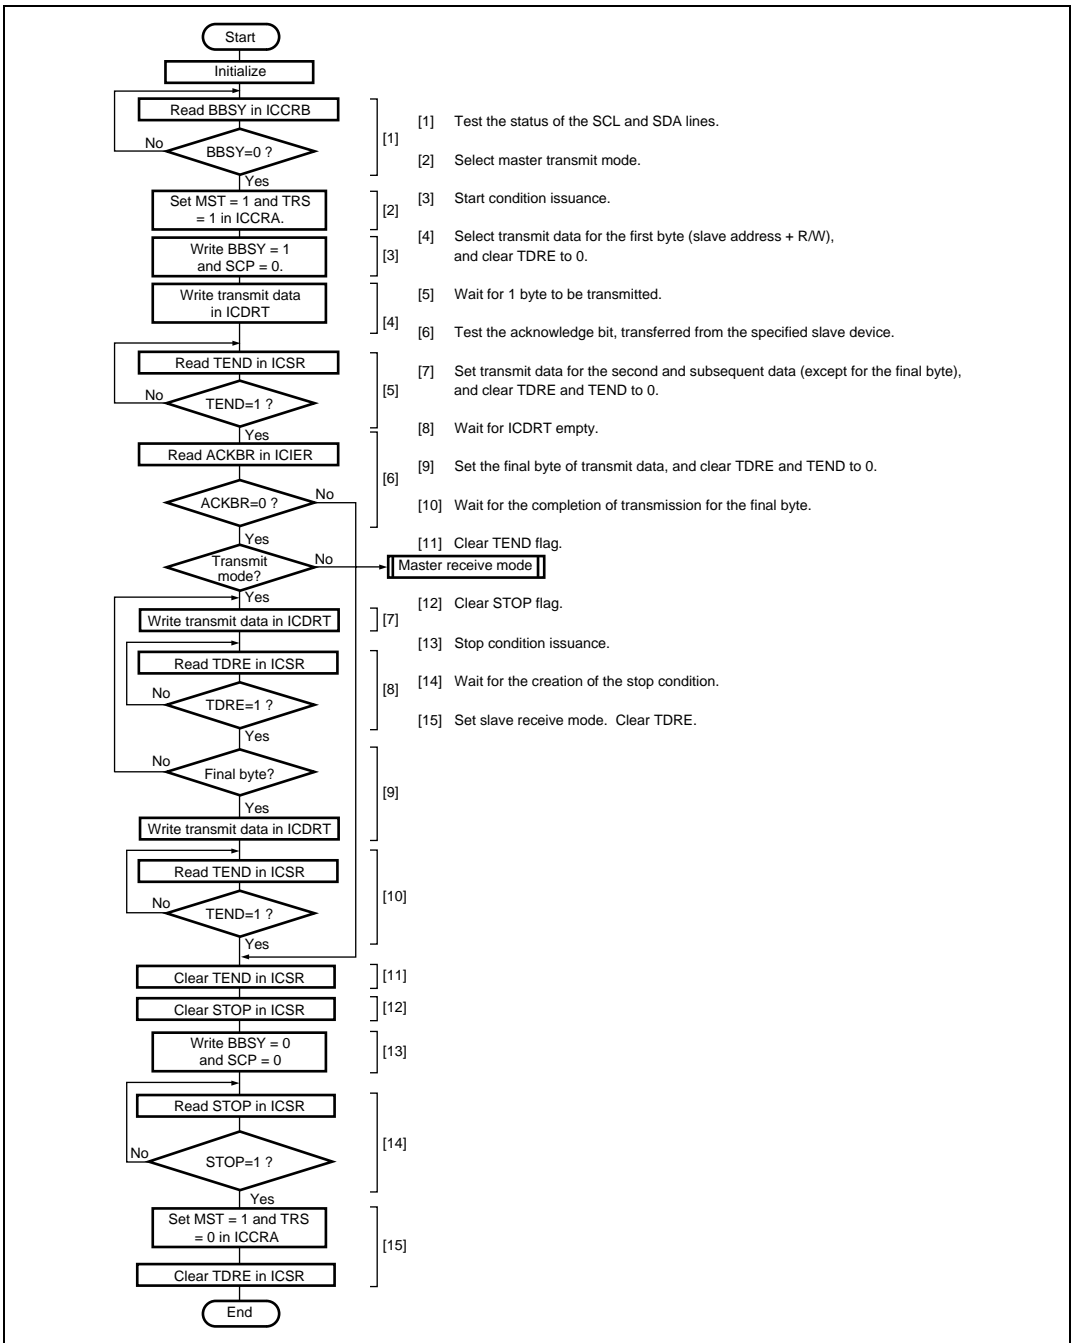 Start
Initialize
Read BBSY in ICCRB
No
BBSY=0 ?
Yes
[1]
Set MST = 1 and TRS
= 1 in ICCRA.
[2]
Write BBSY = 1
and SCP = 0.
[3]
Write transmit data
in ICDRT
[4]
Read TEND in ICSR
No
TEND=1 ?
Yes
[5]
Read ACKBR in ICIER
[6]
No
ACKBR=0 ?
Yes
Transmit
mode?
No
Master receive mode
Yes
Write transmit data in ICDRT
[7]
Read TDRE in ICSR
No
TDRE=1 ?
Yes
[8]
No
Final byte?
Yes
[9]
Write transmit data in ICDRT
Read TEND in ICSR
No
TEND=1 ?
Yes
[10]
Clear TEND in ICSR
[11]
Clear STOP in ICSR
[12]
Write BBSY = 0
and SCP = 0
[13]
Read STOP in ICSR
No
STOP=1 ?
Yes
[14]
Set MST = 1 and TRS
= 0 in ICCRA
[15]
Clear TDRE in ICSR
End
[1] Test the status of the SCL and SDA lines.
[2] Select master transmit mode.
[3] Start condition issuance.
[4] Select transmit data for the first byte (slave address + R/W),
and clear TDRE to 0.
[5] Wait for 1 byte to be transmitted.
[6] Test the acknowledge bit, transferred from the specified slave device.
[7] Set transmit data for the second and subsequent data (except for the final byte),
and clear TDRE and TEND to 0.
[8] Wait for ICDRT empty.
[9] Set the final byte of transmit data, and clear TDRE and TEND to 0.
[10] Wait for the completion of transmission for the final byte.
[11] Clear TEND flag.
[12] Clear STOP flag.
[13] Stop condition issuance.
[14] Wait for the creation of the stop condition.
[15] Set slave receive mode. Clear TDRE.